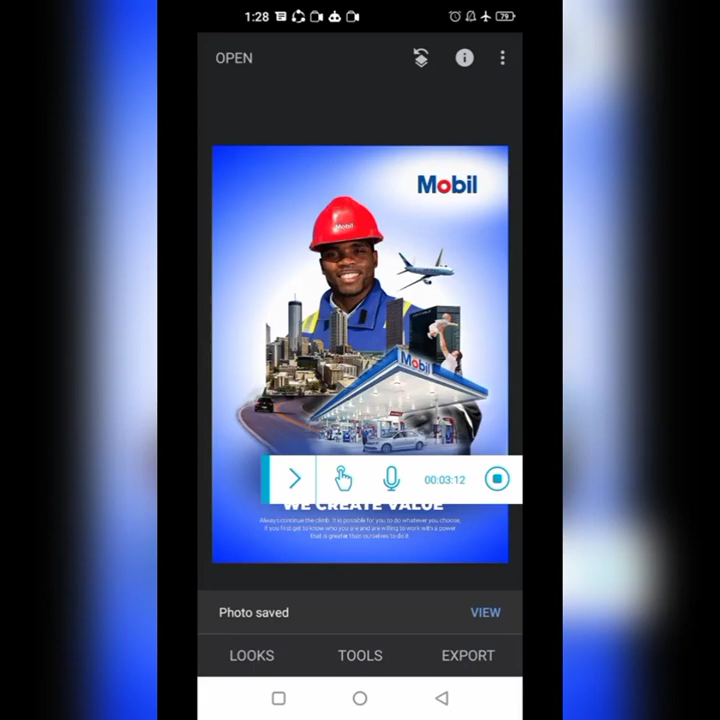 1:28
79
OPEN
Mobil
Mobil
Mobil
00:03:12
WE CREATE VALUE
Always continue the climb. It is possible for you to do whatever you choose,
if you first get to know who you are and are willing to work with a power
that is greater than ourselves to do it
Photo saved
VIEW
LOOKS
TOOLS
EXPORT